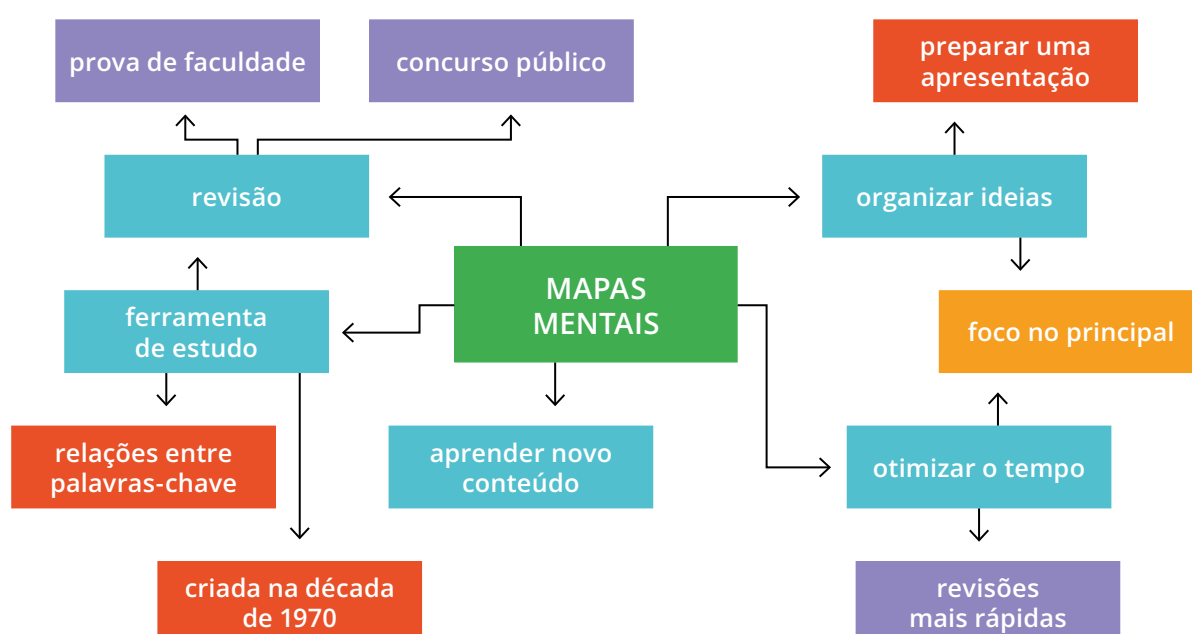 prova de faculdade
concurso público
preparar uma
apresentação
revisão
organizar ideias
MAPAS
MENTAIS
ferramenta
de estudo
foco no principal
relações entre
palavras-chave
aprender novo
conteúdo
otimizar o tempo
criada na década
de 1970
revisões
mais rápidas